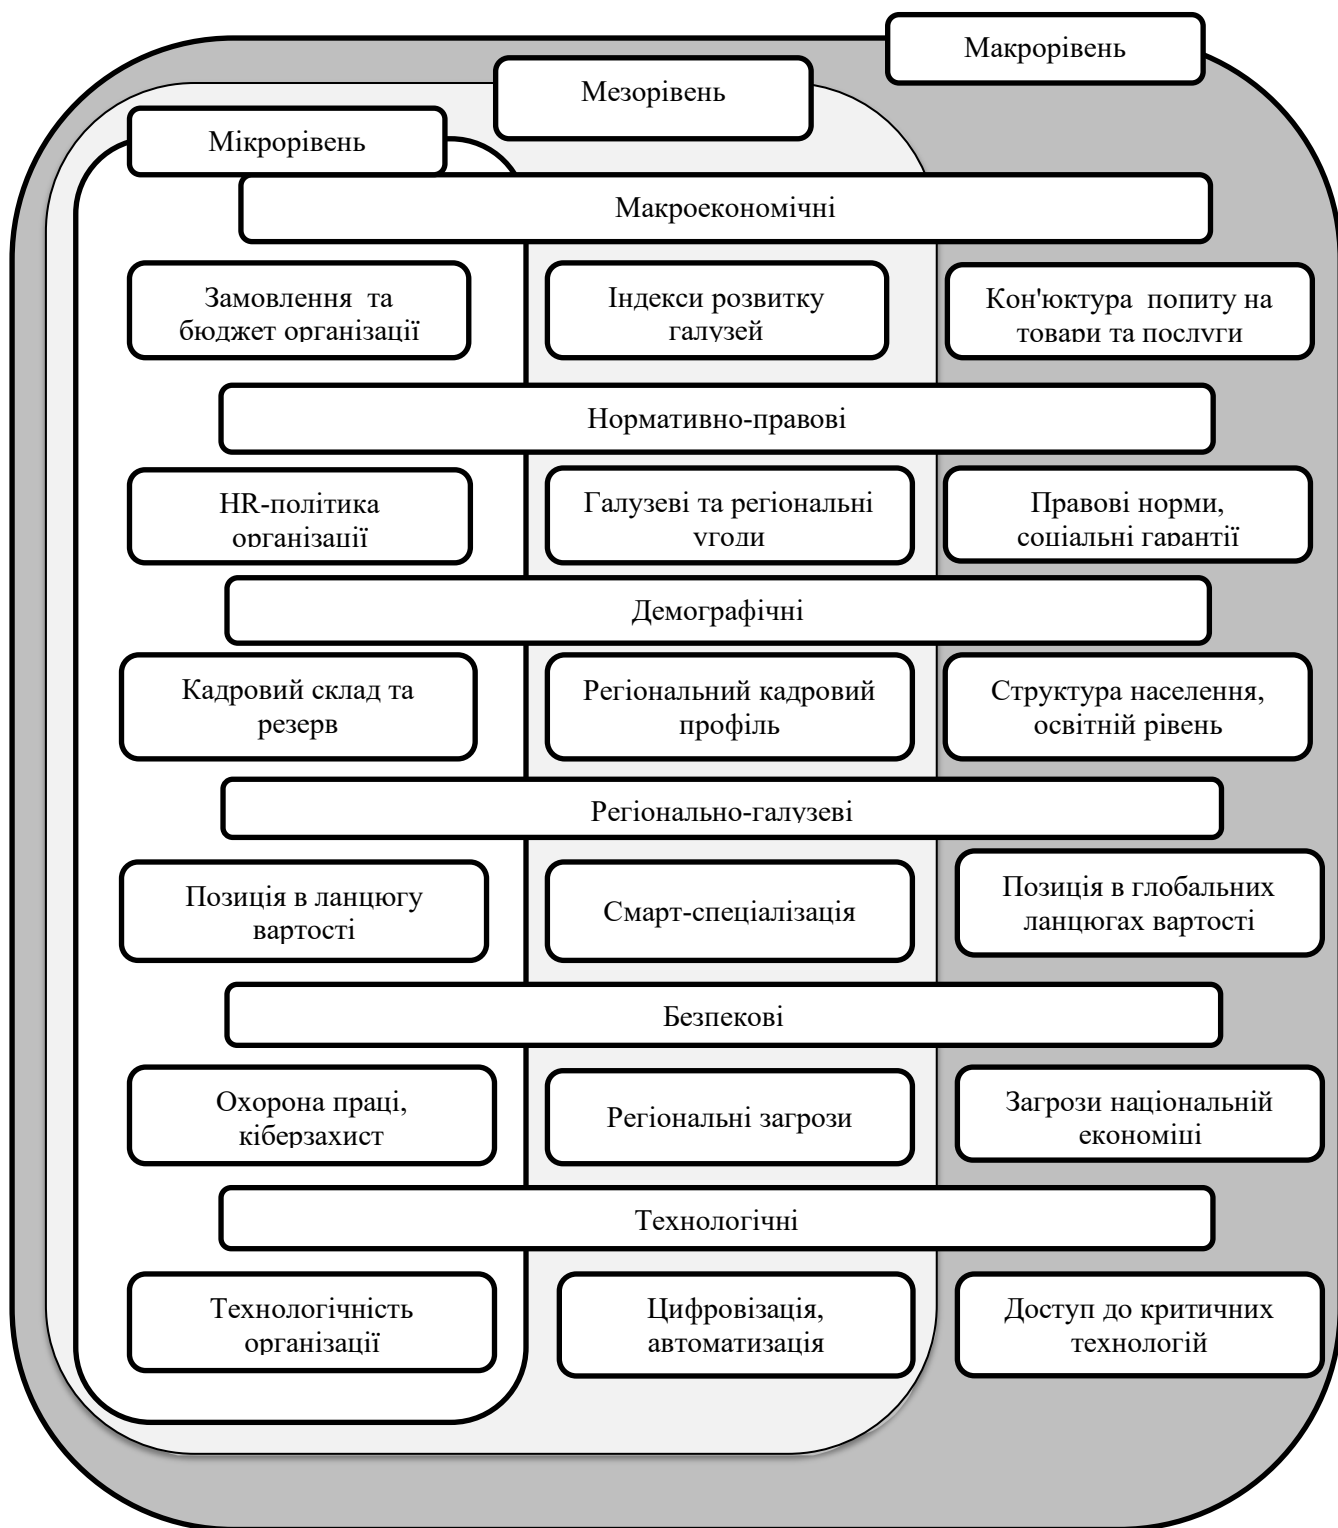 Макрорівень
Мезорівень
Мікрорівень
Макроекономічні
Замовлення та
бюджет організації
Індекси розвитку
галузей
Кон'юктура попиту на
товари та послуги
Нормативно-правові
HR-політика
організації
Галузеві та регіональні
угоди
Правові норми,
соціальні гарантії
Демографічні
Кадровий склад та
резерв
Регіональний кадровий
профіль
Структура населення,
освітній рівень
Регіонально-галузеві
Позиція в ланцюгу
вартості
Смарт-спеціалізація
Позиція в глобальних
ланцюгах вартості
Безпекові
Охорона праці,
кіберзахист
Регіональні загрози
Загрози національній
економіці
Технологічні
Технологічність
організації
Цифровізація,
автоматизація
Доступ до критичних
технологій